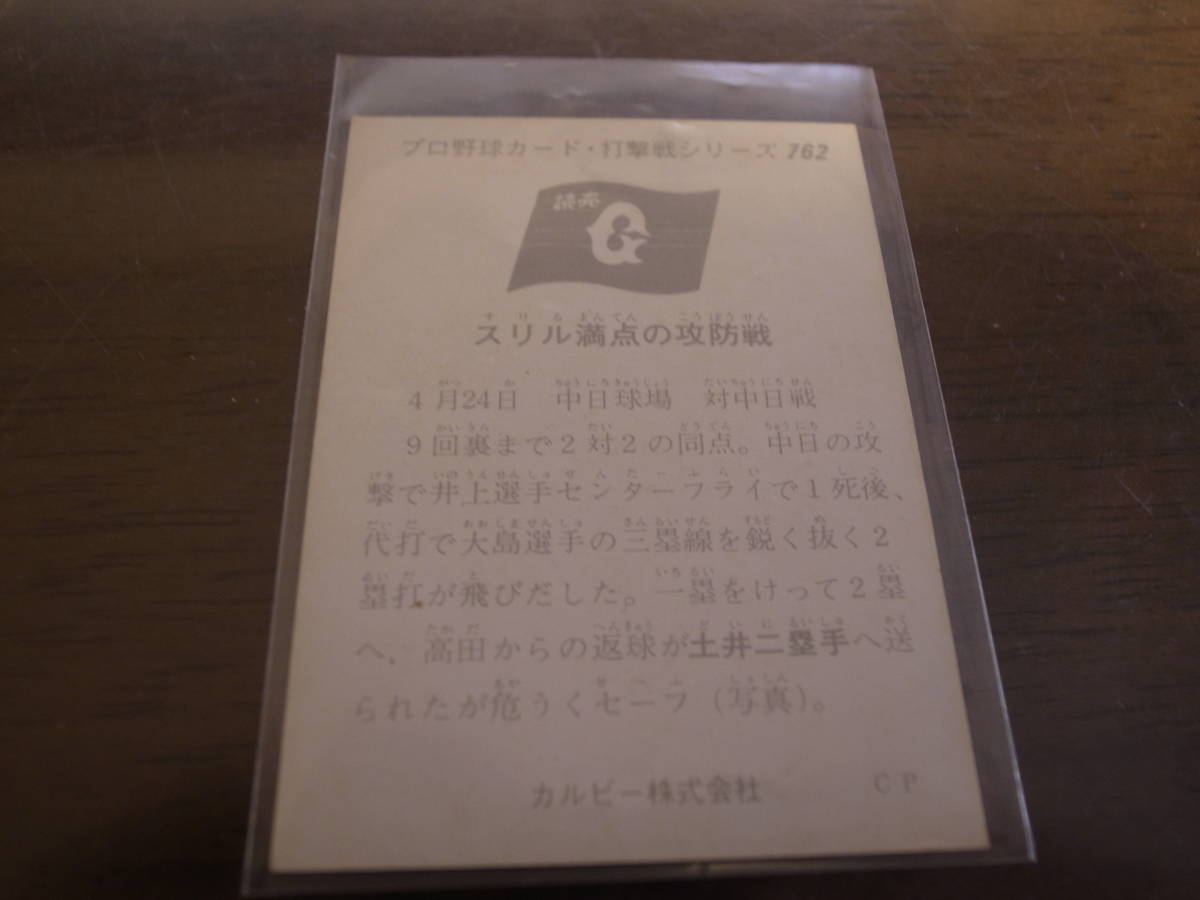 プロ野球カード・打撃戦シリーズ 762
読売
G
スリル満点の攻防戦
4月24日 中日球場 対中日戦
9回裏まで2対2の同点。中日の攻
撃で井上選手センターフライで1死後、
代打で大島選手の三塁線を鋭く抜く2
塁打が飛びだした。一塁をけって2塁
へ、高田からの返球が土井二塁手へ送
られたが危うくセーフ(写真)。
カルビー株式会社 CP